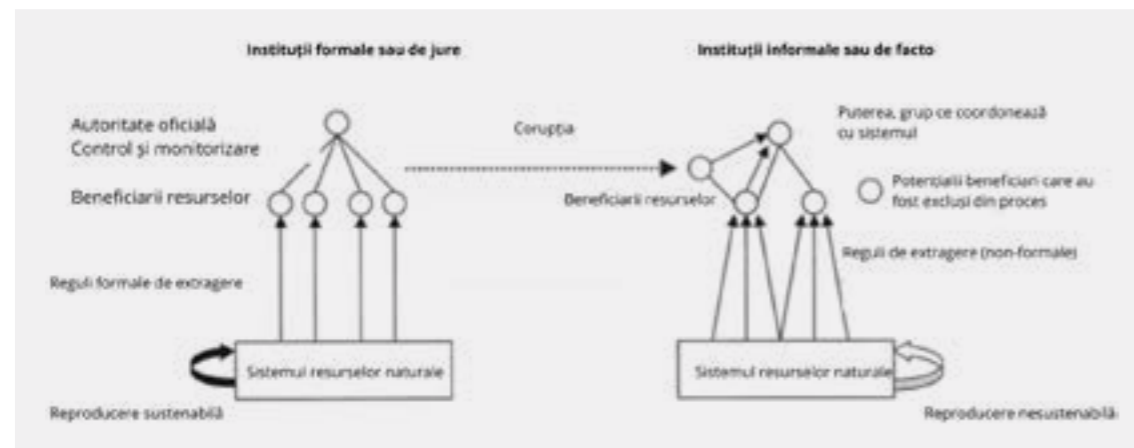 Instituții formale sau de jure
Instituții informale sau de facto
Autoritate oficială
Control și monitorizare
Beneficiarii resurselor
Reguli formale de extragere
Sistemul resurselor naturale
Reproducere sustenabilă
Corupția
Puterea, grup ce coordonează
cu sistemul
Beneficiarii resurselor
Potențialii beneficiari care au
fost excluși din proces
Reguli de extragere (non-formale)
Sistemul resurselor naturale
Reproducere nesustenabilă